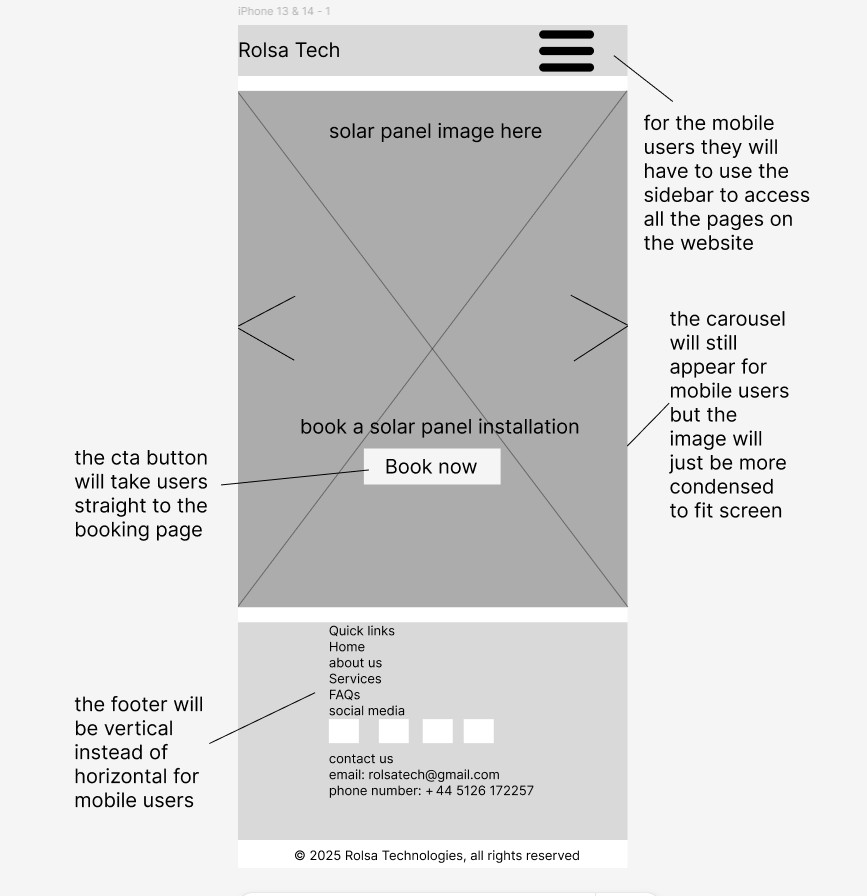 iPhone 13 & 14 - 1
Rolsa Tech
solar panel image here
for the mobile
users they will
have to use the
sidebar to access
all the pages on
the website
the carousel
will still
appear for
mobile users
but the
image will
just be more
condensed
to fit screen
book a solar panel installation
Book now
the cta button
will take users
straight to the
booking page
Quick links
Home
about us
Services
FAQs
social media
contact us
email: rolsatech@gmail.com
phone number: +44 5126 172257
the footer will
be vertical
instead of
horizontal for
mobile users
© 2025 Rolsa Technologies, all rights reserved